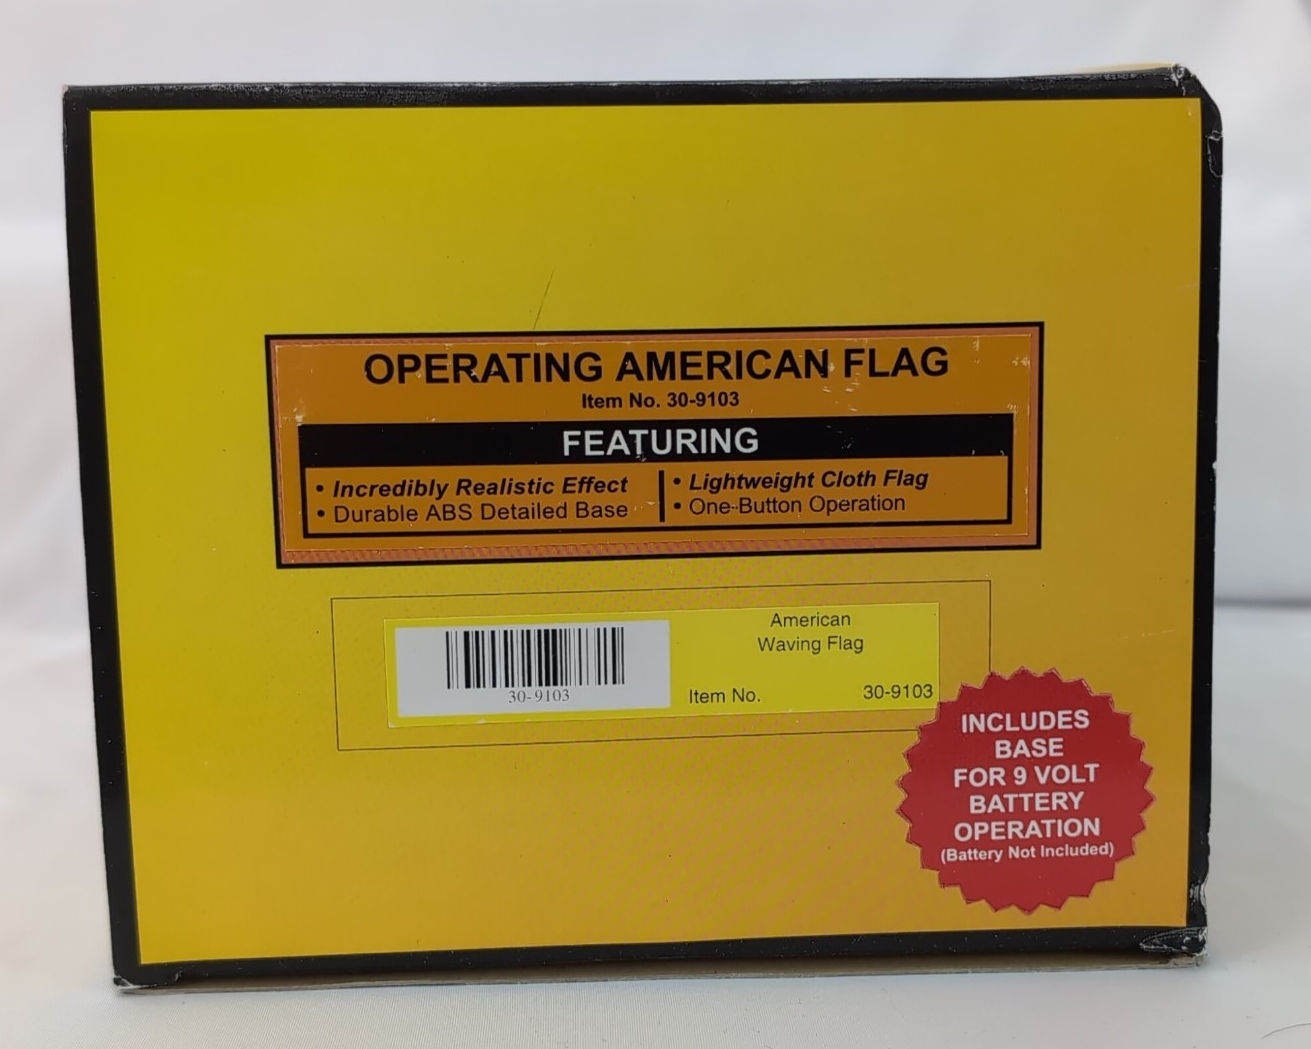 OPERATING AMERICAN FLAG
Item No. 30-9103
FEATURING
• Incredibly Realistic Effect
• Durable ABS Detailed Base
• Lightweight Cloth Flag
• One-Button Operation
30-9103
American
Waving Flag
Item No. 30-9103
INCLUDES
BASE
FOR 9 VOLT
BATTERY
OPERATION
(Battery Not Included)